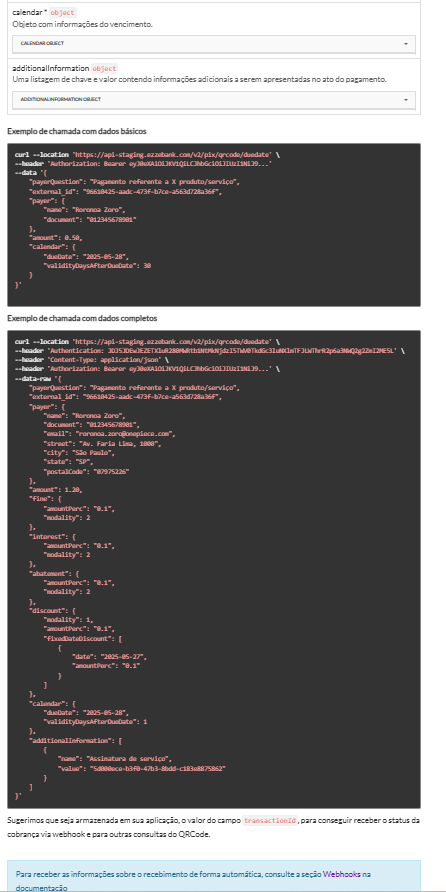 calendar * object
Objeto com informações do vencimento.
CALENDAR OBJECT
additionalInformation object
Uma listagem de chave e valor contendo informações adicionais a serem apresentadas no ato do pagamento.
ADDITIONALINFORMATION OBJECT
Exemplo de chamada com dados básicos
curl --location 'https://api-staging.ezzebank.com/v2/pix/qrcode/duedate' \
--header 'Authorization: Bearer eyJ0eXAiOiJKV1QiLCJhbGciOiJIUzI1NiJ9...'
--data '{
"payerQuestion": "Pagamento referente a X produto/serviço",
"external_id": "96610425-aadc-473f-b7ce-a563d728a36f",
"payer": {
"name": "Roronoa Zoro",
"document": "012345678901"
},
"amount": 0.50,
"calendar": {
"dueDate": "2025-05-28",
"validityDaysAfterDueDate": 30
}
}'
Exemplo de chamada com dados completos
curl --location 'https://api-staging.ezzebank.com/v2/pix/qrcode/duedate' \
--header 'Content-Type: application/json' \
--header 'Authorization: Bearer eyJ0eXAiOiJKV1QiLCJhbGciOiJIUzI1NiJ9...' \
--data-raw '{
"payerQuestion": "Pagamento referente a X produto/serviço",
"external_id": "96610425-aadc-473f-b7ce-a563d728a36f",
"payer": {
"name": "Roronoa Zoro",
"document": "012345678901",
"email": "roronoa.zoro@onepiece.com",
"street": "Av. Faria Lima, 1000",
"city": "São Paulo",
"state": "SP",
"postalCode": "07975226"
},
"amount": 1.20,
"fine": {
"amountPerc": "0.1",
"modality": 2
},
"interest": {
"amountPerc": "0.1",
"modality": 2
},
"abatement": {
"amountPerc": "0.1",
"modality": 2
},
"discount": {
"modality": 1,
"amountPerc": "0.1",
"fixedDateDiscount": [
{
"date": "2025-05-27",
"amountPerc": "0.1"
}
]
},
"calendar": {
"dueDate": "2025-05-28",
"validityDaysAfterDueDate": 1
},
"additionalInformation": [
{
"name": "Assinatura de serviço",
"value": "5d000ece-b3f0-47b3-8bdd-c183e8875862"
}
]
}'
Sugerimos que seja armazenada em sua aplicação, o valor do campo transactionId, para conseguir receber o status da
cobrança via webhook e para outras consultas do QRCode.
Para receber as informações sobre o recebimento de forma automática, consulte a seção Webhooks na
documentação